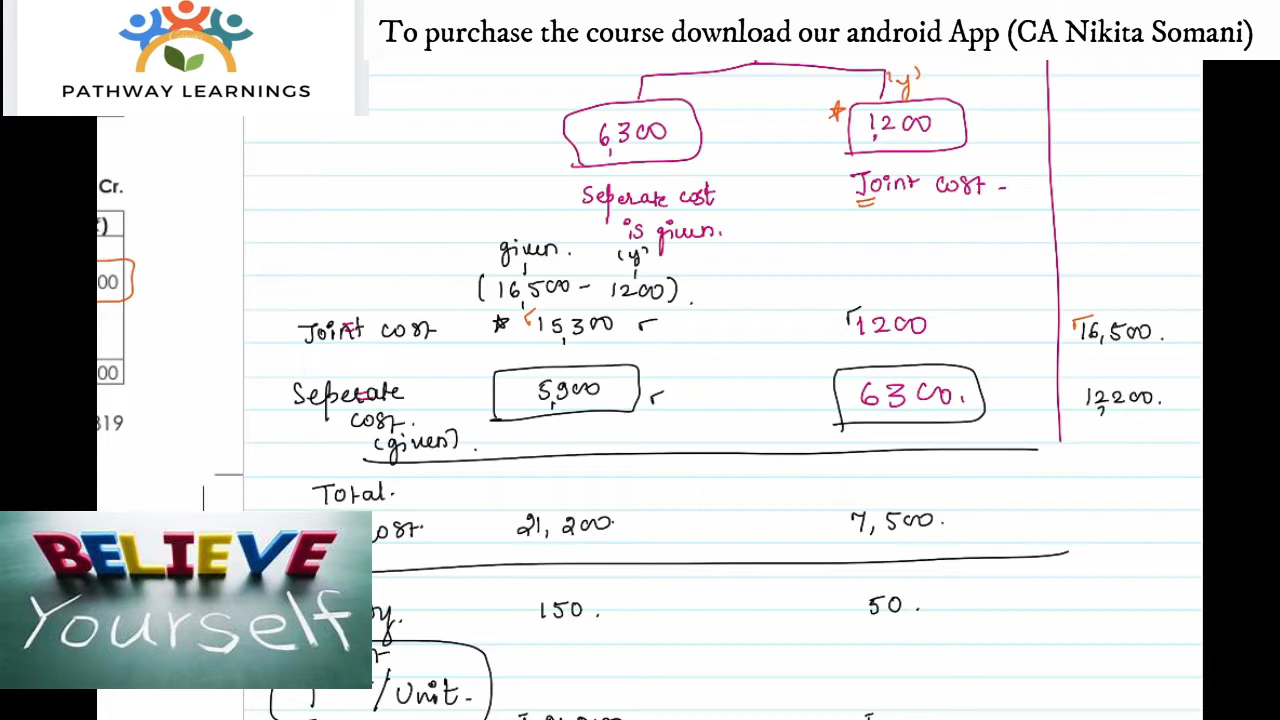 To purchase the course download our android App (CA Nikita Somani)
PATHWAY LEARNINGS
'y'
6,300
1,200
Cr.
Seperate cost
Joint cost -
is given.
given. 'y'
(16,500 - 1200).
00
Joint cost 15,300 1200 16,500.
Seperate 5,900 6300. 12200.
cost.
(given).
00
319
Total.
cost. 21,200. 7,500.
BELIEVE
Yourself
150. 50.
/Unit.